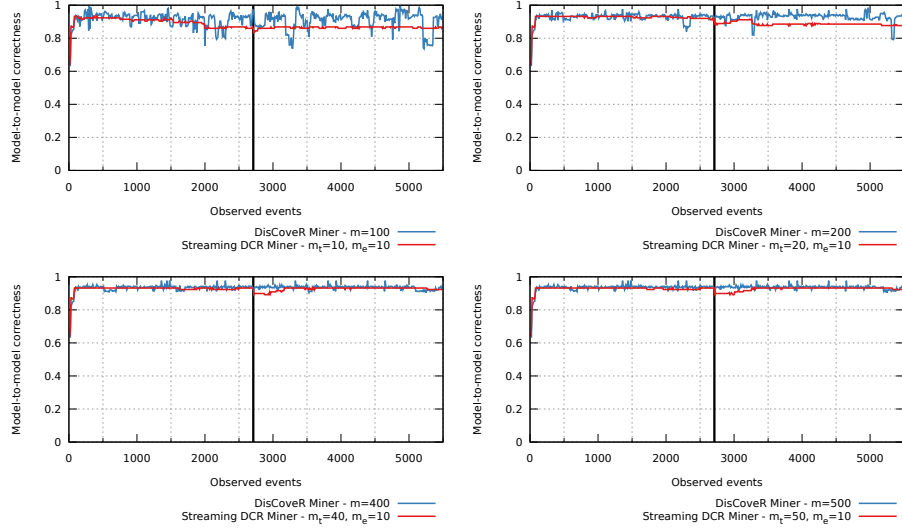 1
0.8
0.6
0.4
0.2
0
Model-to-model correctness
0 1000 2000 3000 4000 5000
Observed events
DisCoveR Miner - m=100
Streaming DCR Miner - mt=10, me=10
1
0.8
0.6
0.4
0.2
0
Model-to-model correctness
0 1000 2000 3000 4000 5000
Observed events
DisCoveR Miner - m=200
Streaming DCR Miner - mt=20, me=10
1
0.8
0.6
0.4
0.2
0
Model-to-model correctness
0 1000 2000 3000 4000 5000
Observed events
DisCoveR Miner - m=400
Streaming DCR Miner - mt=40, me=10
1
0.8
0.6
0.4
0.2
0
Model-to-model correctness
0 1000 2000 3000 4000 5000
Observed events
DisCoveR Miner - m=500
Streaming DCR Miner - mt=50, me=10